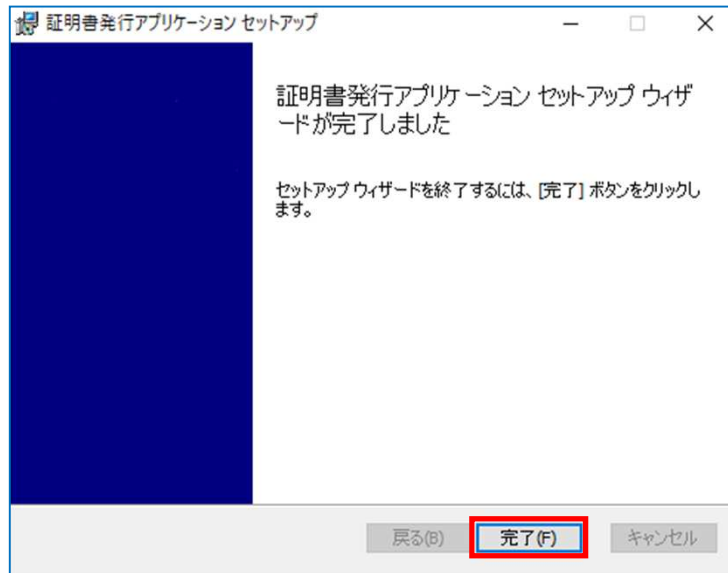 証明書発行アプリケーション セットアップ
証明書発行アプリケーション セットアップ ウィザ
ードが完了しました
セットアップ ウィザードを終了するには、[完了] ボタンをクリックし
ます。
戻る(B) 完了(F) キャンセル